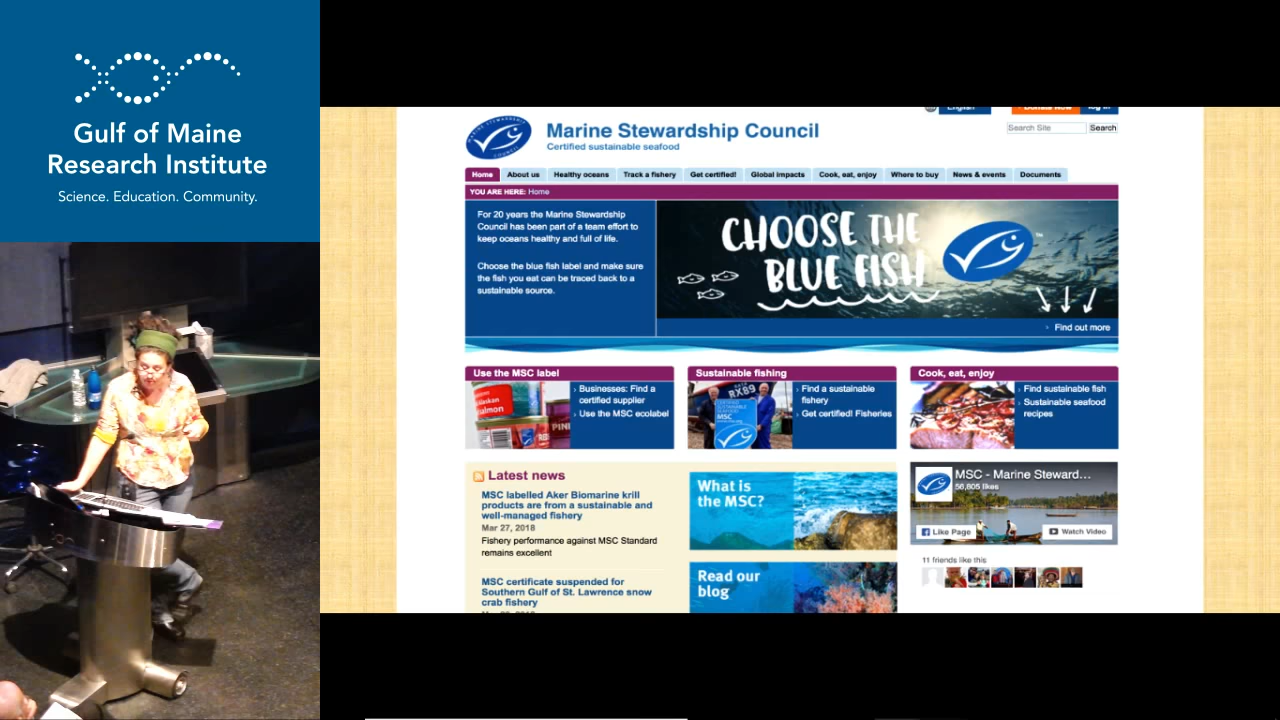 Gulf of Maine
Research Institute
Science. Education. Community.
English
Donate Now
log in
Marine Stewardship Council
Certified sustainable seafood
Search Site
Search
Home
About us
Healthy oceans
Track a fishery
Get certified!
Global impacts
Cook, eat, enjoy
Where to buy
News & events
Documents
YOU ARE HERE: Home
For 20 years the Marine Stewardship
Council has been part of a team effort to
keep oceans healthy and full of life.
Choose the blue fish label and make sure
the fish you eat can be traced back to a
sustainable source.
CHOOSE THE
BLUE FISH
TM
Find out more
Use the MSC label
Businesses: Find a
certified supplier
Use the MSC ecolabel
Sustainable fishing
RX89
CERTIFIED
SUSTAINABLE
SEAFOOD
MSC
Find a sustainable
fishery
Get certified! Fisheries
Cook, eat, enjoy
Find sustainable fish
Sustainable seafood
recipes
Latest news
MSC labelled Aker Biomarine krill
products are from a sustainable and
well-managed fishery
Mar 27, 2018
Fishery performance against MSC Standard
remains excellent
MSC certificate suspended for
Southern Gulf of St. Lawrence snow
crab fishery
What is
the MSC?
Read our
blog
MSC - Marine Steward...
56,805 likes
Like Page
Watch Video
11 friends like this